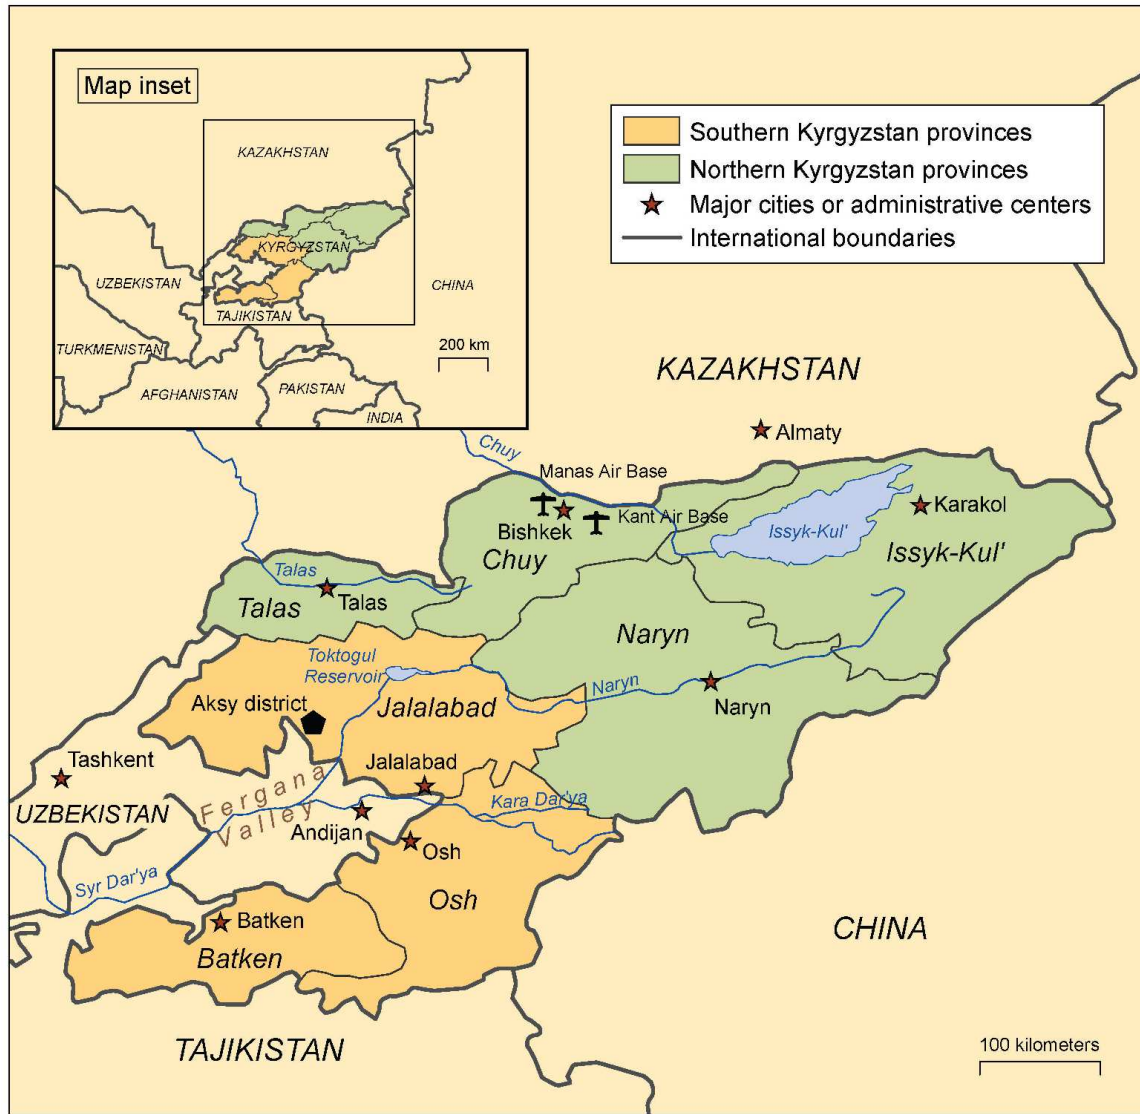 Map inset
KAZAKHSTAN
KYRGYZSTAN
UZBEKISTAN
CHINA
TAJIKISTAN
TURKMENISTAN
200 km
AFGHANISTAN
PAKISTAN
INDIA
Southern Kyrgyzstan provinces
Northern Kyrgyzstan provinces
Major cities or administrative centers
International boundaries
KAZAKHSTAN
Almaty
Chuy
Manas Air Base
Bishkek
Kant Air Base
Chuy
Issyk-Kul'
Karakol
Issyk-Kul'
Talas
Talas
Talas
Naryn
Toktogul
Reservoir
Naryn
Naryn
Aksy district
Jalalabad
Jalalabad
Tashkent
UZBEKISTAN
Fergana
Valley
Kara Dar'ya
Andijan
Osh
Syr Dar'ya
Osh
Batken
Batken
CHINA
TAJIKISTAN
100 kilometers